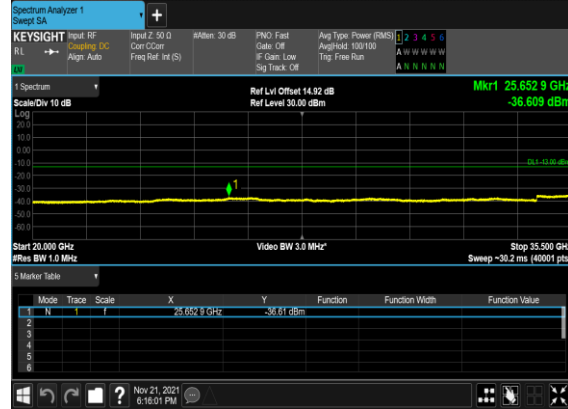 Spectrum Analyzer 1
Swept SA
+
KEYSIGHT Input: RF Input Z: 50 Ω #Atten: 30 dB PNO: Fast Avg Type: Power (RMS) 1 2 3 4 5 6
RL Coupling: DC Corr CCorr Gate: Off Avg|Hold: 100/100 A W W W W W
Align: Auto Freq Ref: Int (S) IF Gain: Low Trig: Free Run
Sig Track: Off A N N N N N
1 Spectrum Ref Lvl Offset 14.92 dB Mkr1 25.652 9 GHz
Scale/Div 10 dB Ref Level 30.00 dBm -36.609 dBm
Log
20.0
10.0
0.00
-10.0
DL1 -13.00 dBm
-20.0
-30.0
1
-40.0
-50.0
-60.0
Start 20.000 GHz Video BW 3.0 MHz* Stop 35.500 GHz
#Res BW 1.0 MHz Sweep ~30.2 ms (40001 pts)
5 Marker Table
Mode Trace Scale X Y Function Function Width Function Value
1 N 1 f 25.652 9 GHz -36.61 dBm
2
3
4
5
6
? Nov 21, 2021
6:16:01 PM